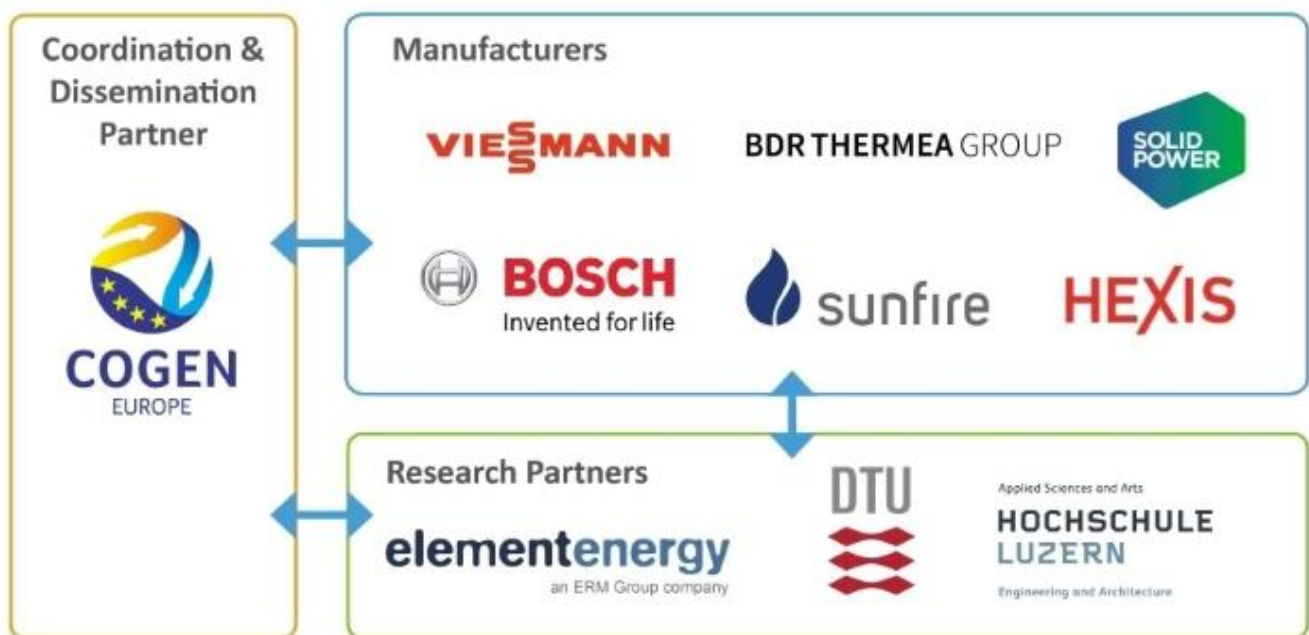 Coordination &
Dissemination
Partner
COGEN
EUROPE
Manufacturers
VIESSMANN
BDR THERMEA GROUP
SOLID
POWER
BOSCH
Invented for life
sunfire
HEXIS
Research Partners
elementenergy
an ERM Group company
DTU
Applied Sciences and Arts
HOCHSCHULE
LUZERN
Engineering and Architecture